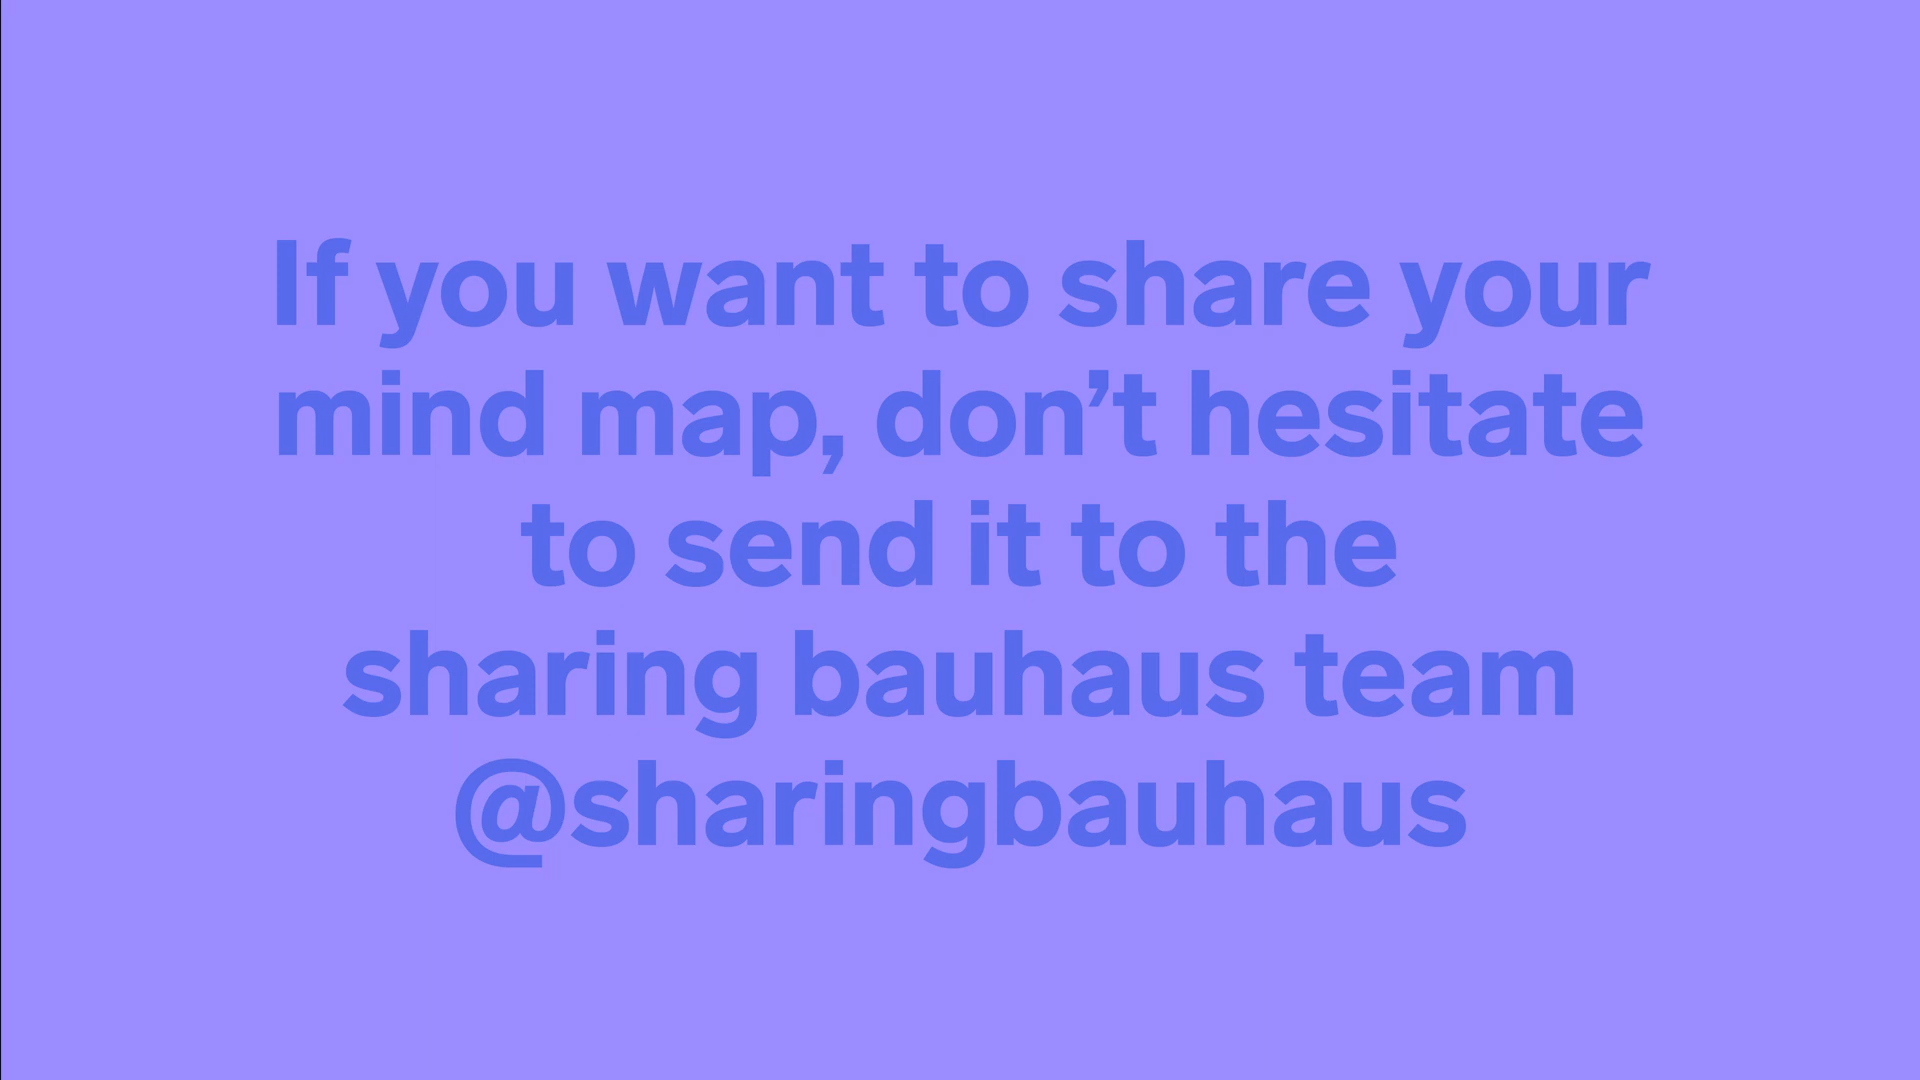 If you want to share your
mind map, don’t hesitate
to send it to the
sharing bauhaus team
@sharingbauhaus